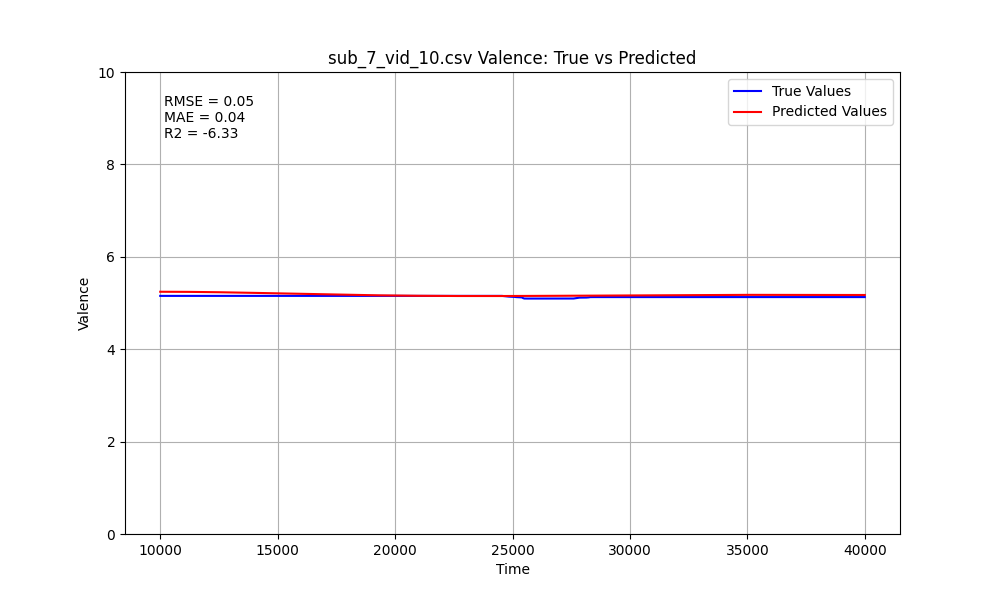 sub_7_vid_10.csv Valence: True vs Predicted
RMSE = 0.05
MAE = 0.04
R2 = -6.33
True Values
Predicted Values
Valence
10
8
6
4
2
0
10000 15000 20000 25000 30000 35000 40000
Time